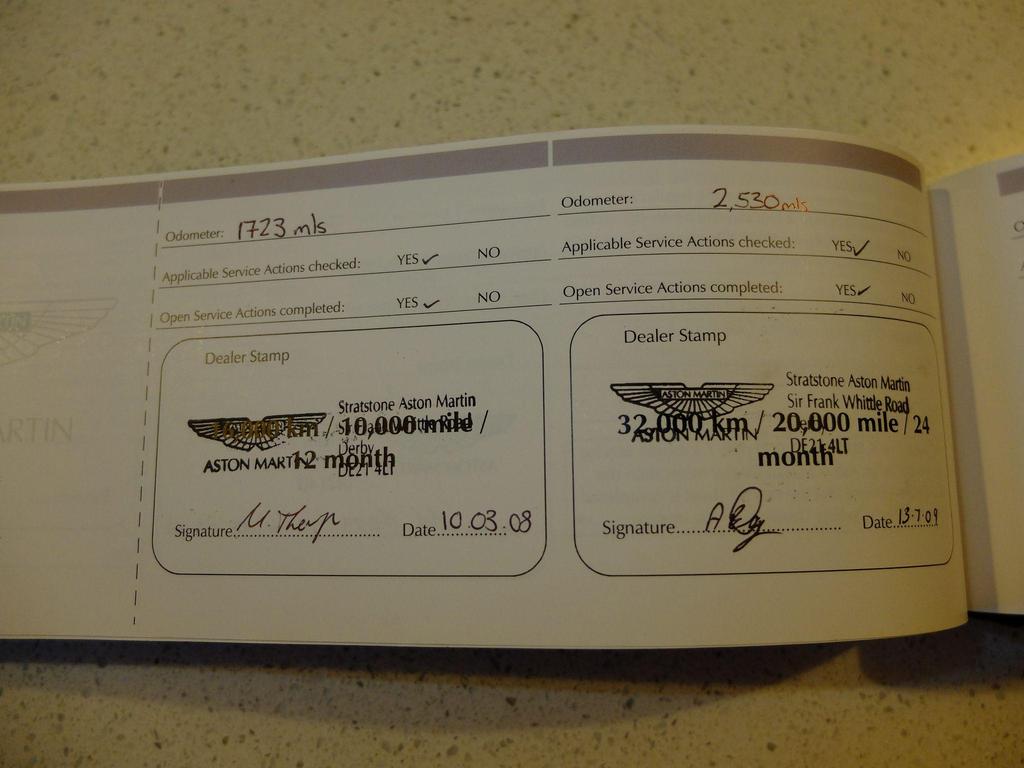 Odometer: 1723 mls
Applicable Service Actions checked: YES ✓ NO
Open Service Actions completed: YES ✓ NO
Dealer Stamp
Stratstone Aston Martin
Whittle Road
Derby
DE21 4LT
ASTON MARTIN
km / 10,000 mile /
12 month
Signature M. Tharp Date 10.03.08
Odometer: 2,530 mls
Applicable Service Actions checked: YES ✓ NO
Open Service Actions completed: YES ✓ NO
Dealer Stamp
ASTON MARTIN
Stratstone Aston Martin
Sir Frank Whittle Road
DE21 4LT
ASTON MARTIN
32,000 km / 20,000 mile / 24
month
Signature Date 13.7.09
ARTIN